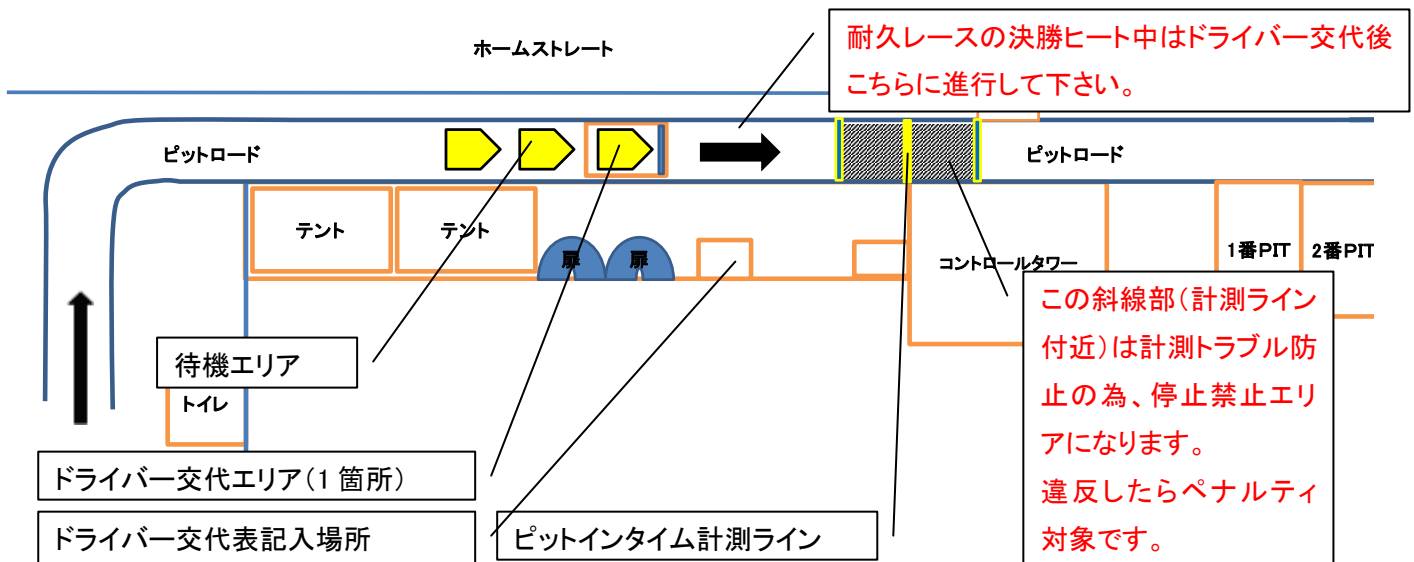 ホームストレート
耐久レースの決勝ヒート中はドライバー交代後
こちらに進行して下さい。
ピットロード
ピットロード
テント
テント
扉
扉
コントロールタワー
1番PIT
2番PIT
待機エリア
トイレ
この斜線部(計測ライン
付近)は計測トラブル防
止の為、停止禁止エリ
アになります。
違反したらペナルティ
対象です。
ドライバー交代エリア(1箇所)
ドライバー交代表記入場所
ピットインタイム計測ライン